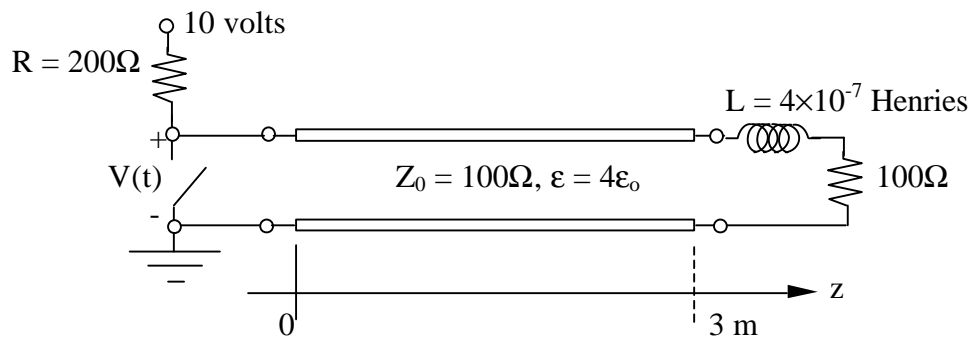 10 volts
R = 200Ω
L = 4×10⁻⁷ Henries
+
V(t)
-
Z₀ = 100Ω, ε = 4εₒ
100Ω
z
0
3 m